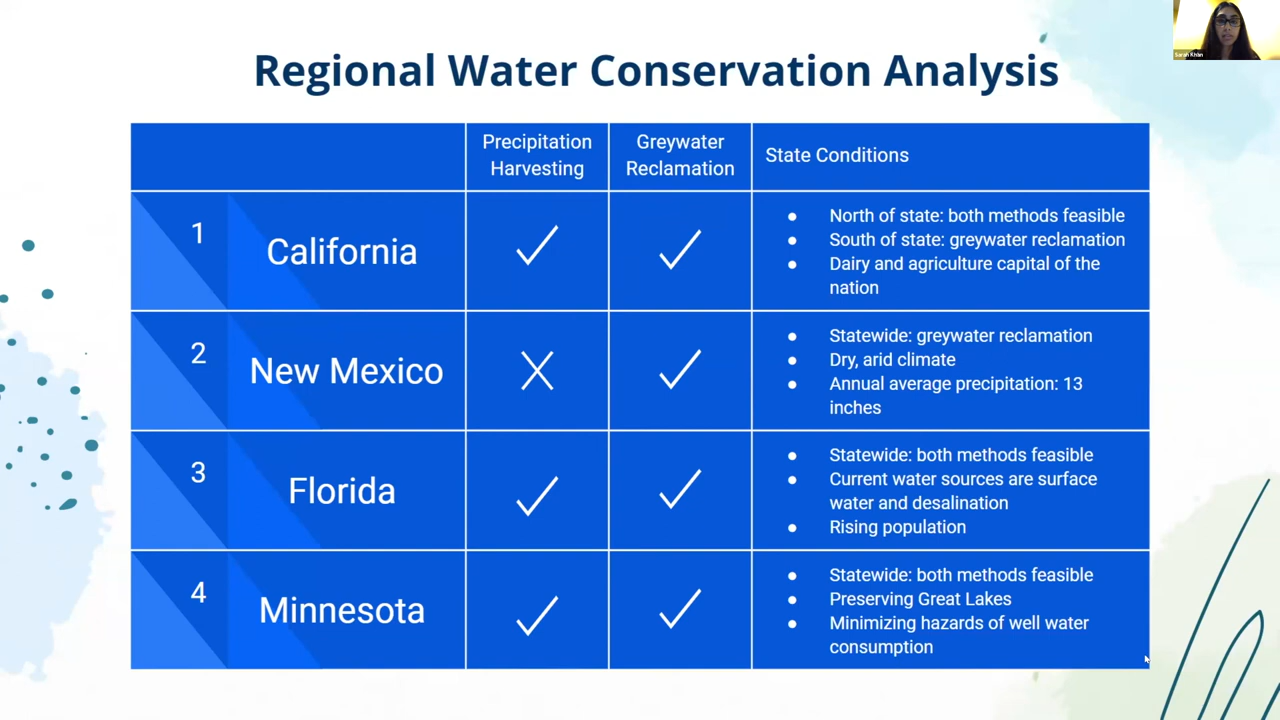 Regional Water Conservation Analysis
Sarah Khan
Precipitation
Harvesting
Greywater
Reclamation
State Conditions
1
California
North of state: both methods feasible
South of state: greywater reclamation
Dairy and agriculture capital of the
nation
2
New Mexico
Statewide: greywater reclamation
Dry, arid climate
Annual average precipitation: 13
inches
3
Florida
Statewide: both methods feasible
Current water sources are surface
water and desalination
Rising population
4
Minnesota
Statewide: both methods feasible
Preserving Great Lakes
Minimizing hazards of well water
consumption